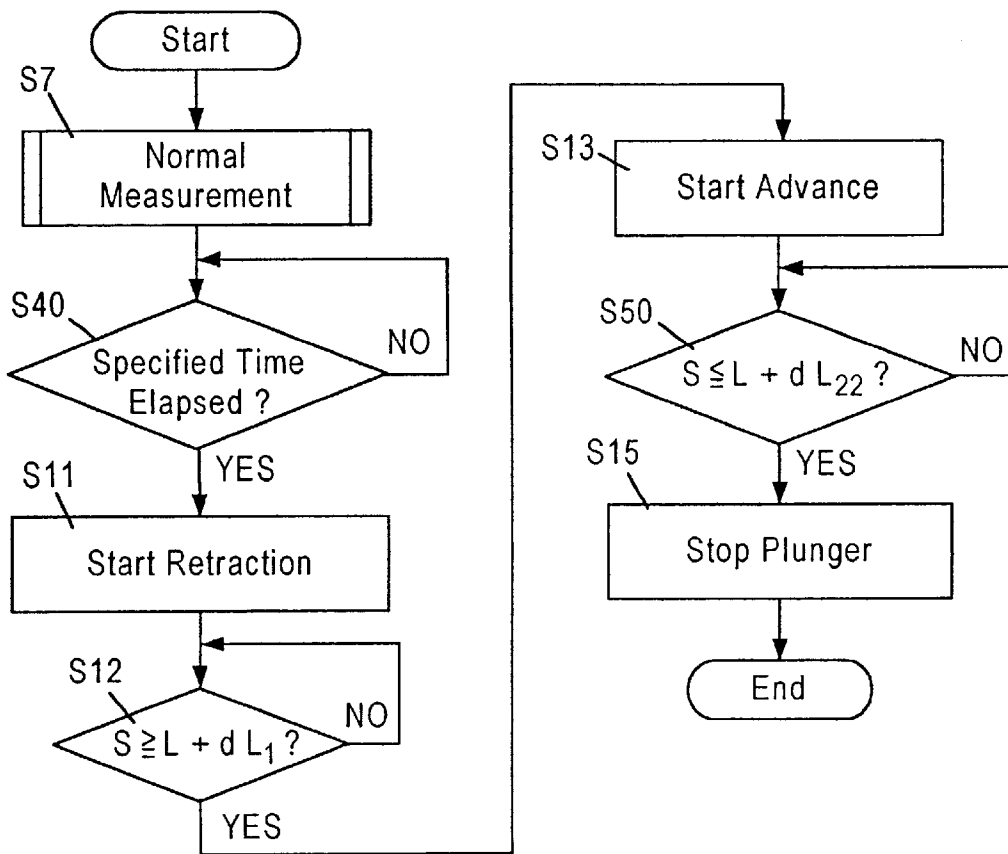 Start
S7
Normal
Measurement
S40
Specified Time
Elapsed ?
NO
YES
S11
Start Retraction
S12
S ≧ L + d L₁ ?
NO
YES
S13
Start Advance
S50
S ≦ L + d L₂₂ ?
NO
YES
S15
Stop Plunger
End